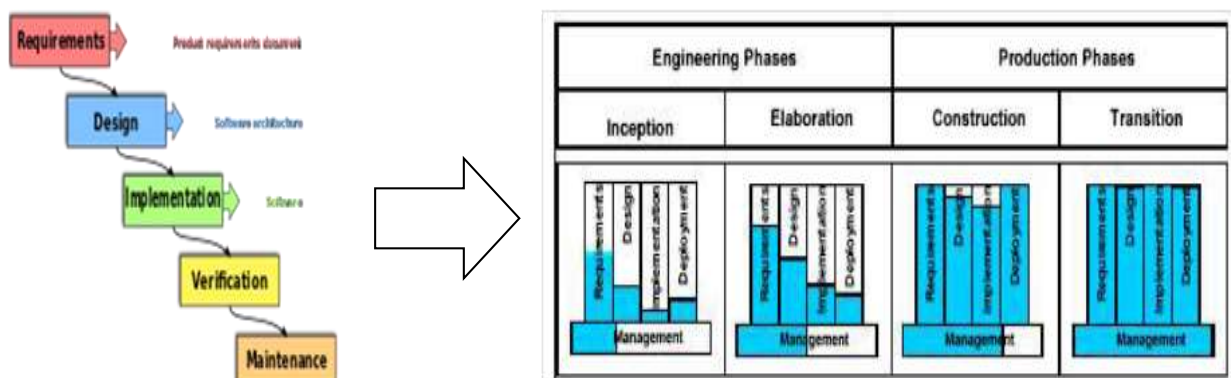 Requirements
Product requirements document
Design
Software architecture
Implementation
Software
Verification
Maintenance
Engineering Phases
Production Phases
Inception
Elaboration
Construction
Transition
Requirements
Design
Implementation
Deployment
Management
Requirements
Design
Implementation
Deployment
Management
Requirements
Design
Implementation
Deployment
Management
Requirements
Design
Implementation
Deployment
Management